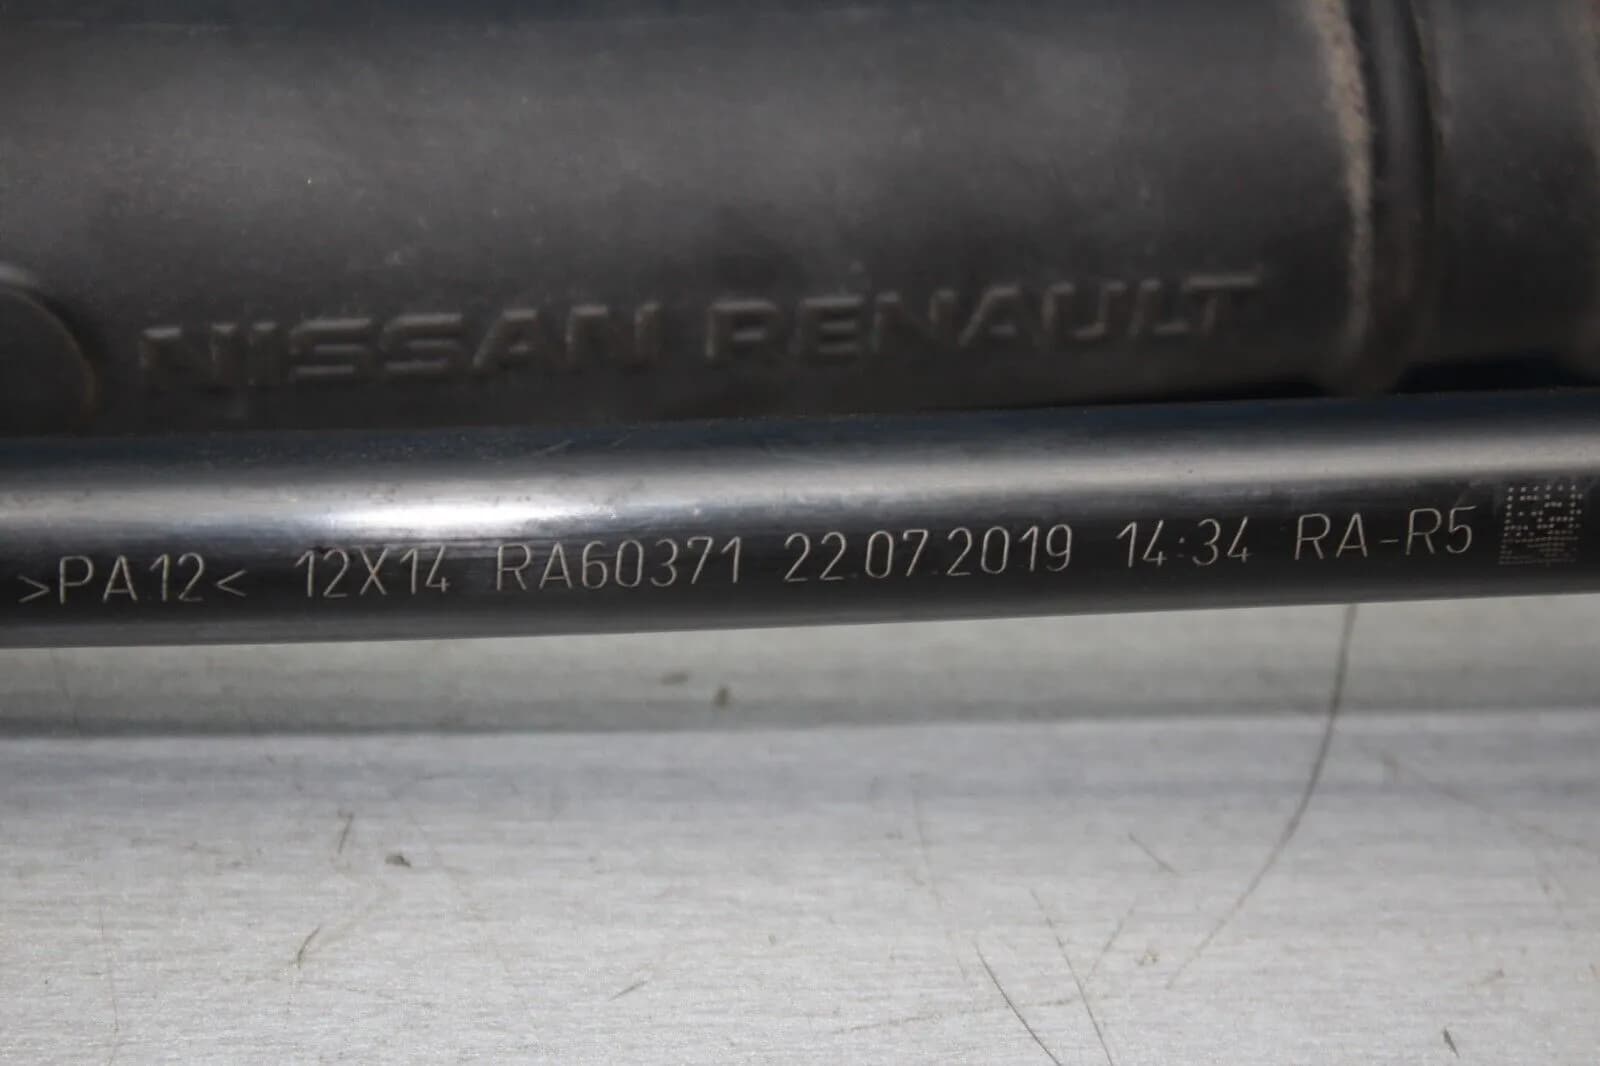 NISSAN RENAULT
>PA12< 12X14 RA60371 22.07.2019 14:34 RA-R5